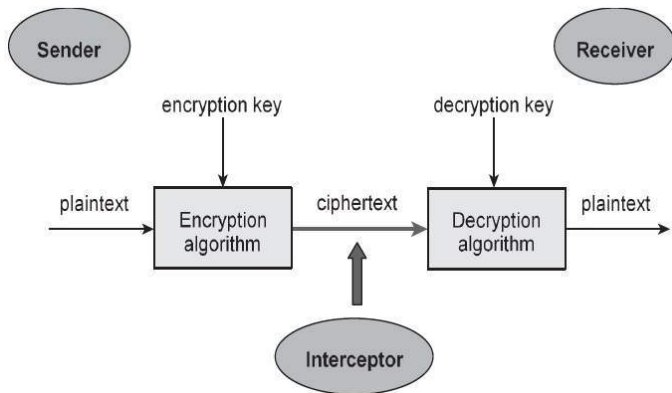 Sender
Receiver
encryption key
decryption key
plaintext
Encryption
algorithm
ciphertext
Decryption
algorithm
plaintext
Interceptor